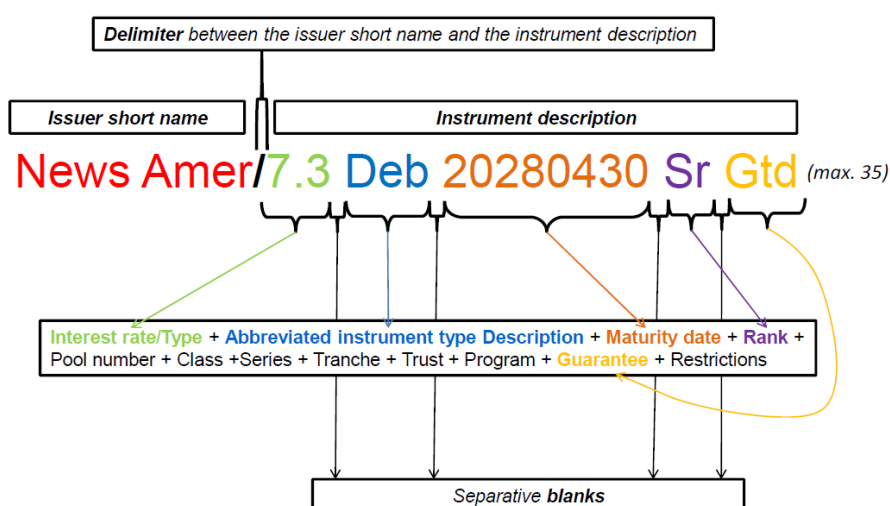 Delimiter between the issuer short name and the instrument description
Issuer short name
Instrument description
News Amer/7.3 Deb 20280430 Sr Gtd (max. 35)
Interest rate/Type + Abbreviated instrument type Description + Maturity date + Rank +
Pool number + Class +Series + Tranche + Trust + Program + Guarantee + Restrictions
Separative blanks